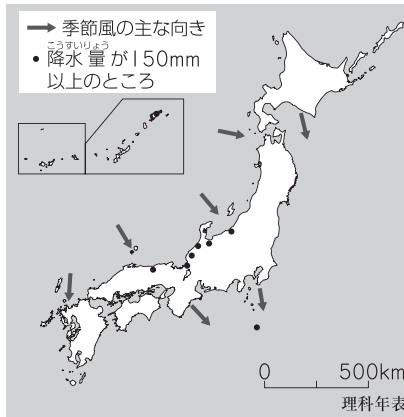 季節風の主な向き
こうすいりょう
降水量が150mm
以上のところ
0 500km
理科年表